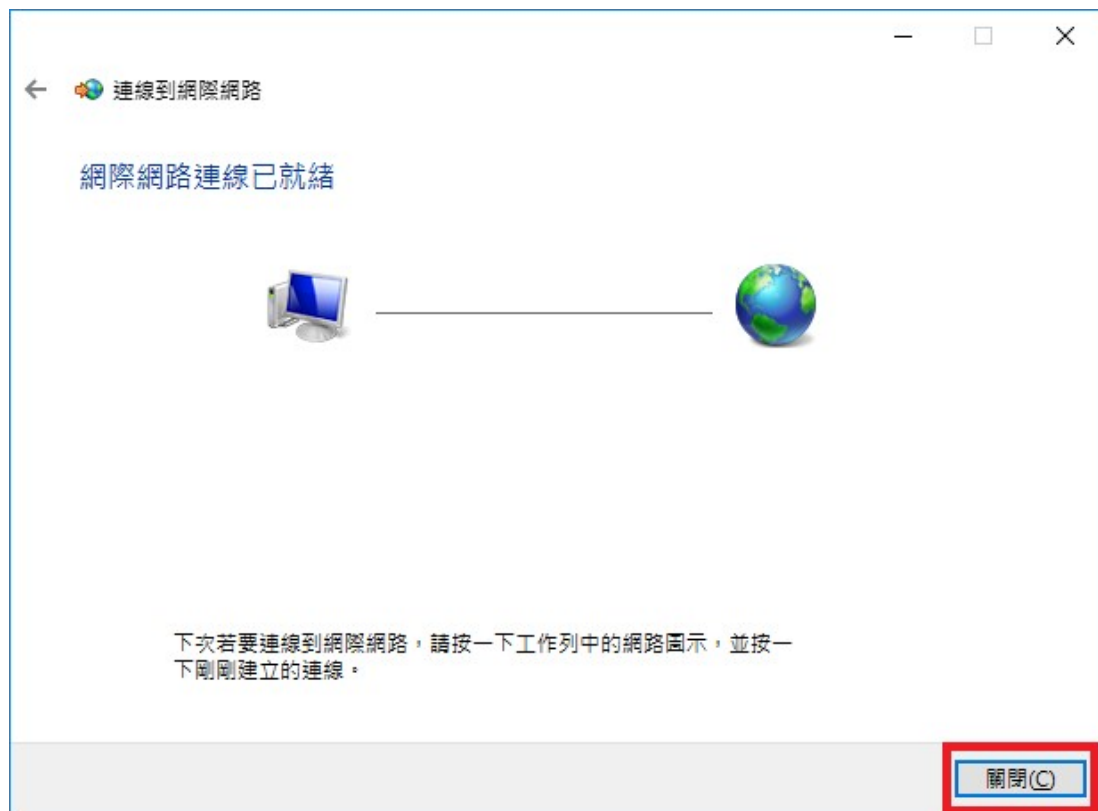 連線到網際網路
網際網路連線已就緒
下次若要連線到網際網路，請按一下工作列中的網路圖示，並按一
下剛剛建立的連線。
關閉(C)